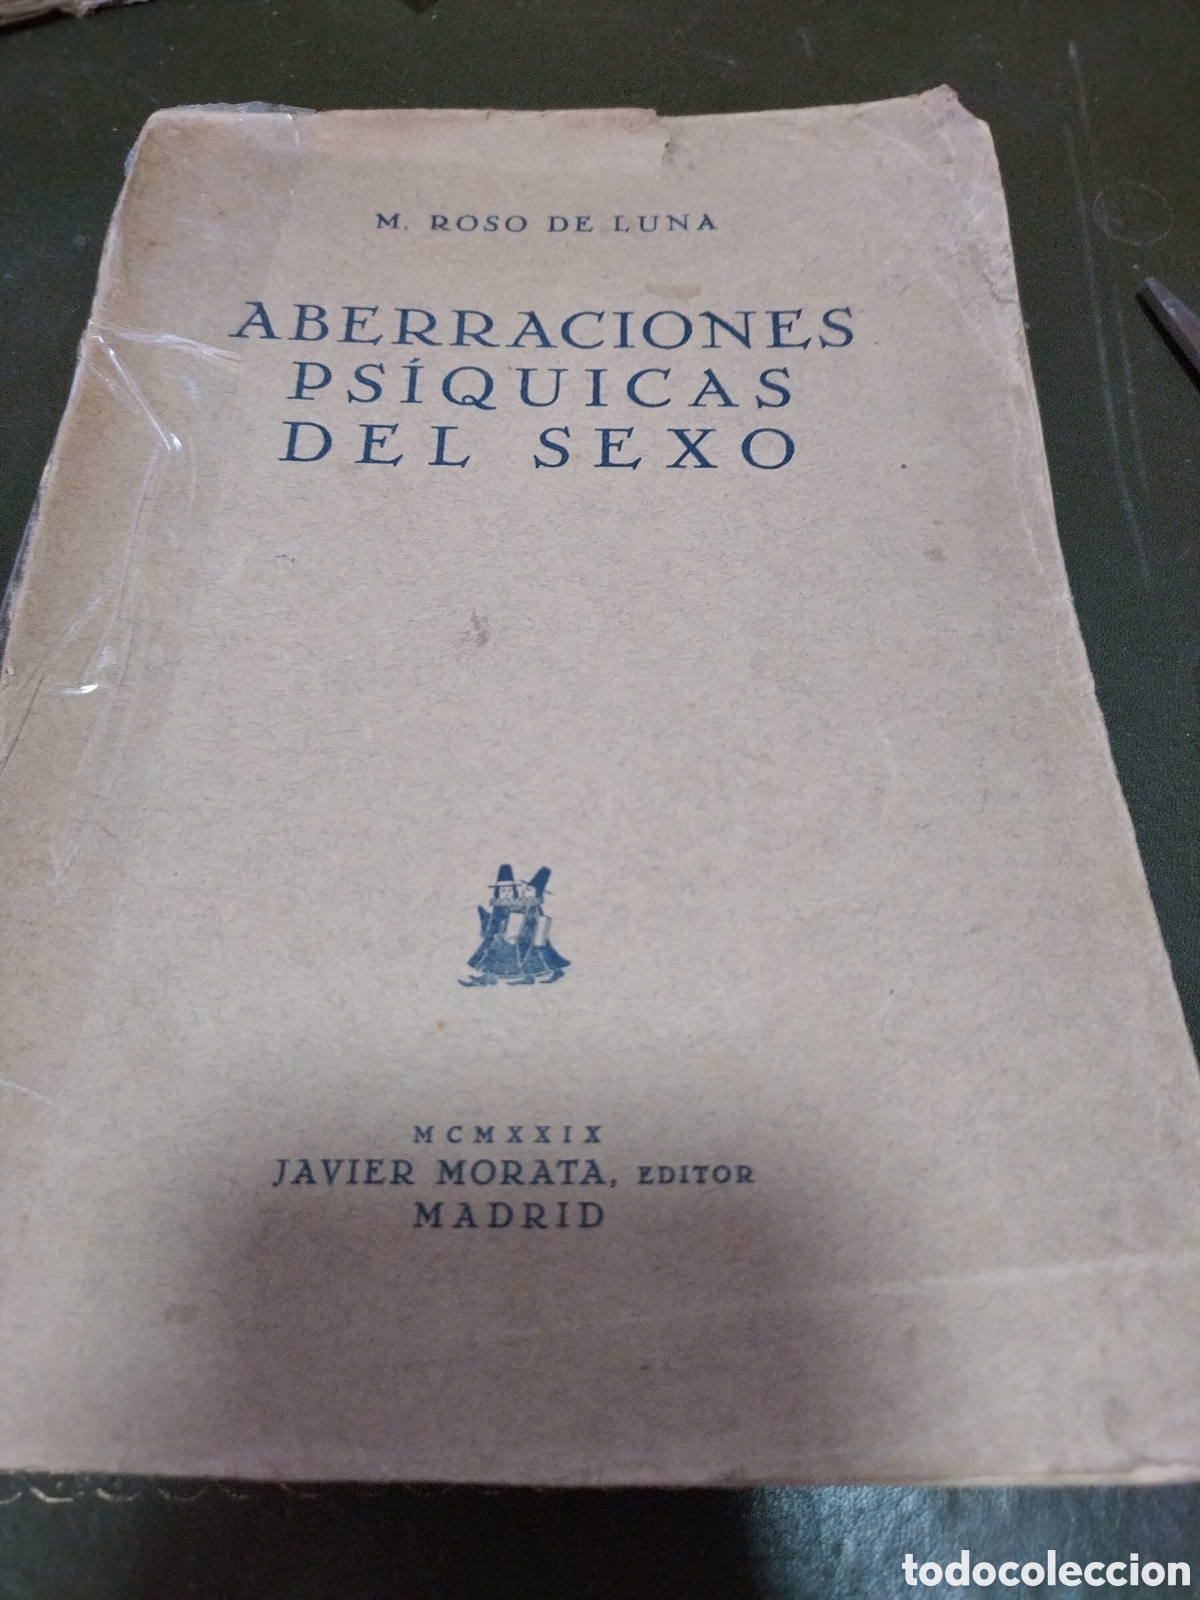 M. ROSO DE LUNA
ABERRACIONES
PSÍQUICAS
DEL SEXO
MCMXXIX
JAVIER MORATA, EDITOR
MADRID
todocoleccion